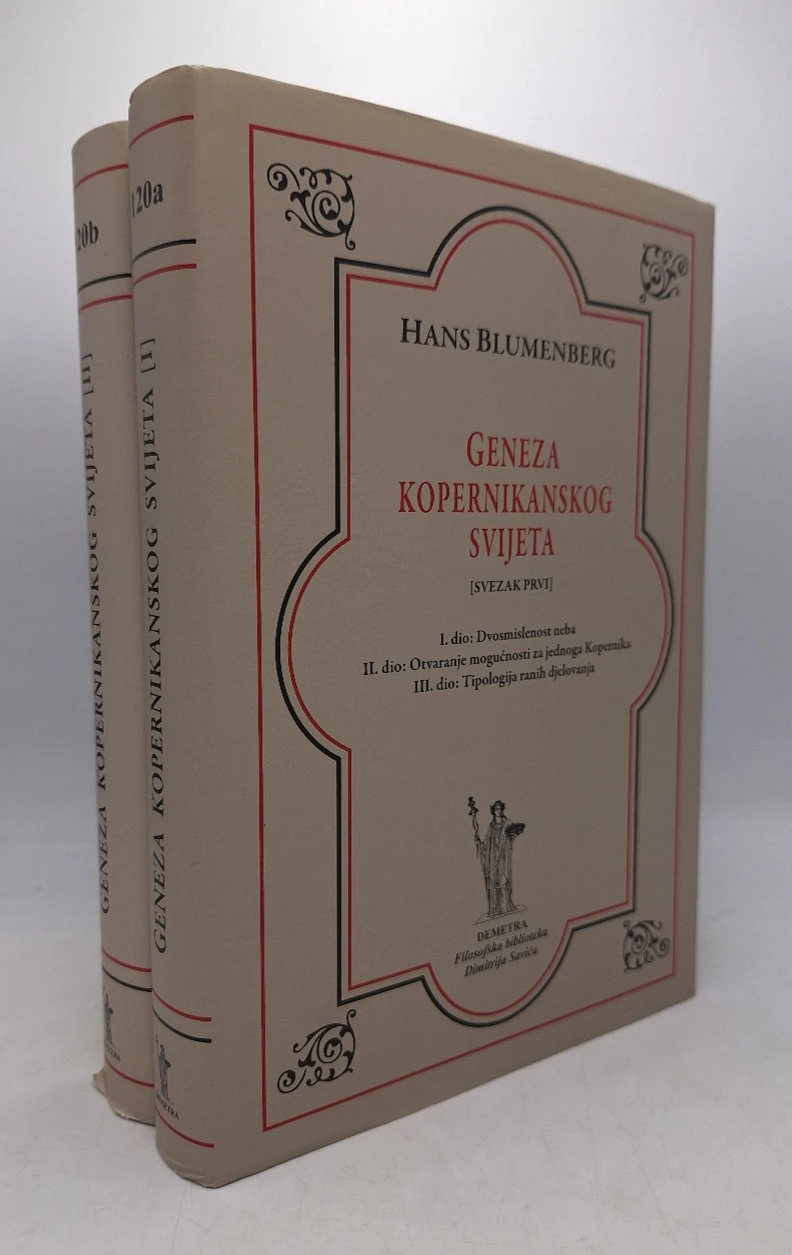 HANS BLUMENBERG
GENEZA
KOPERNIKANSKOG
SVIJETA
[SVEZAK PRVI]
I. dio: Dvosmislenost neba
II. dio: Otvaranje mogućnosti za jednoga Kopernika
III. dio: Tipologija ranih djelovanja
DEMETRA
Filosofska biblioteka
Dimitrija Savića
120a
GENEZA KOPERNIKANSKOG SVIJETA [I]
20b
GENEZA KOPERNIKANSKOG SVIJETA [II]